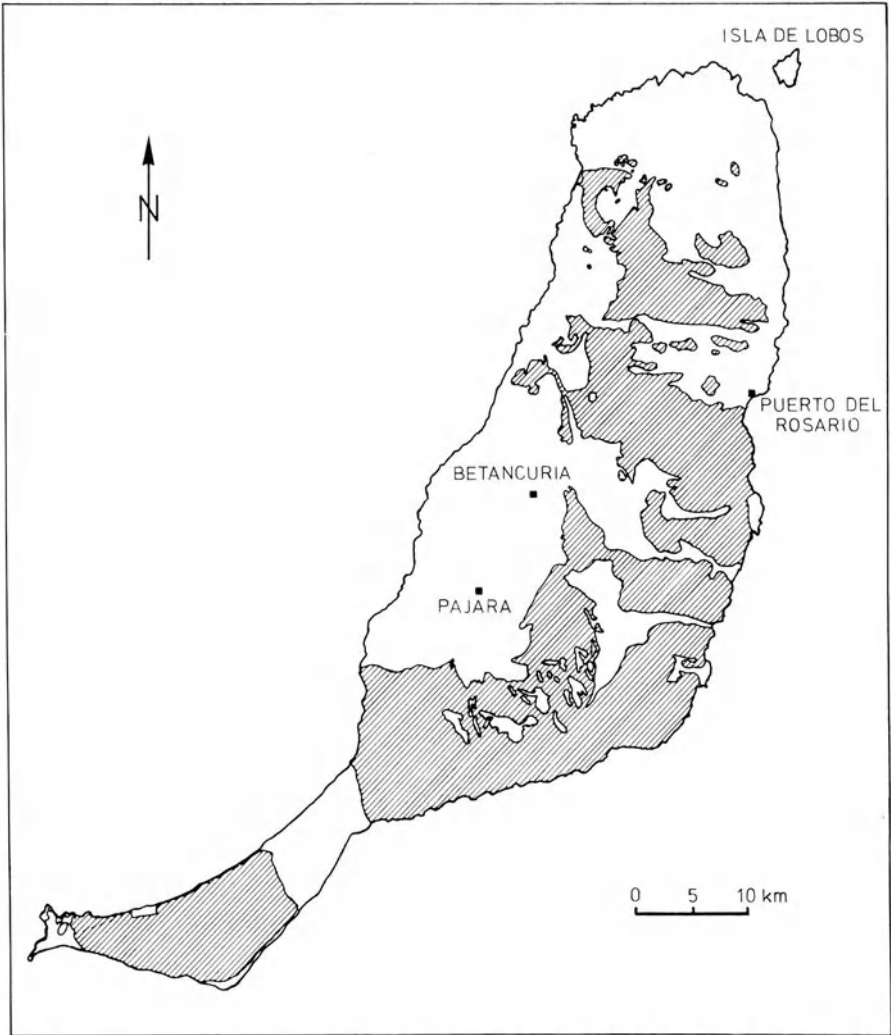 ISLA DE LOBOS
N
PUERTO DEL
ROSARIO
BETANCURIA
PAJARA
0 5 10 km